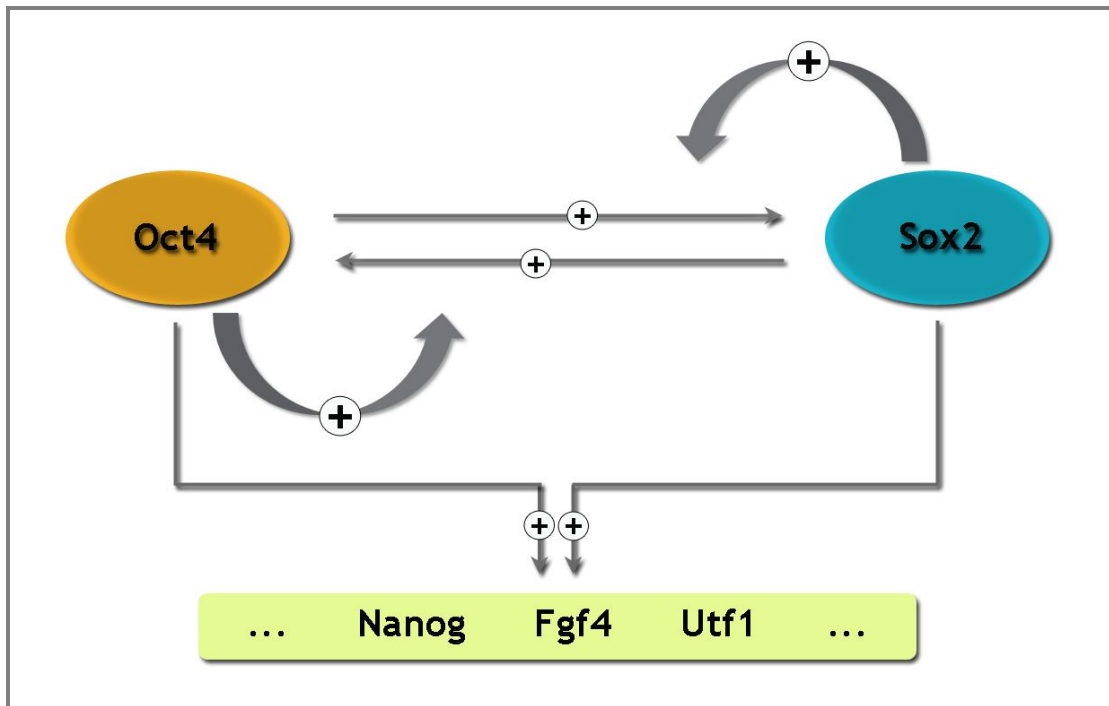 +
Oct4 + Sox2
+
+
+ +
... Nanog Fgf4 Utf1 ...